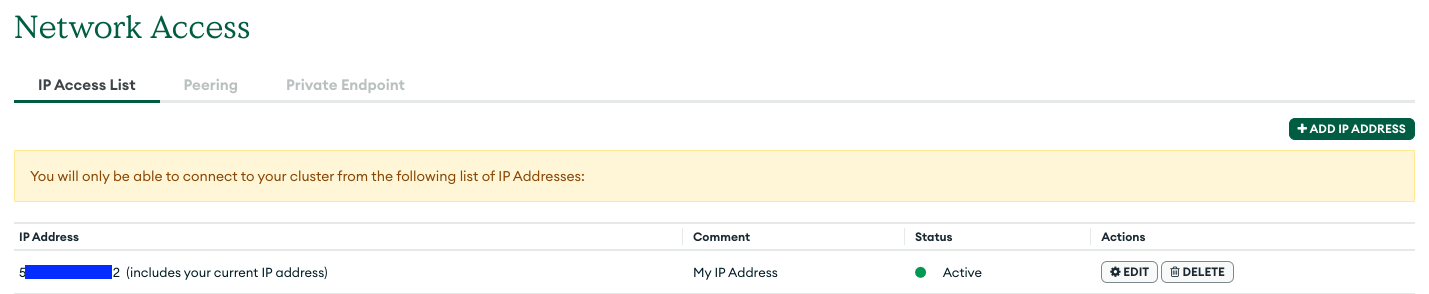 Network Access
IP Access List Peering Private Endpoint
+ ADD IP ADDRESS
You will only be able to connect to your cluster from the following list of IP Addresses:
IP Address Comment Status Actions
5 2 (includes your current IP address) My IP Address Active EDIT DELETE